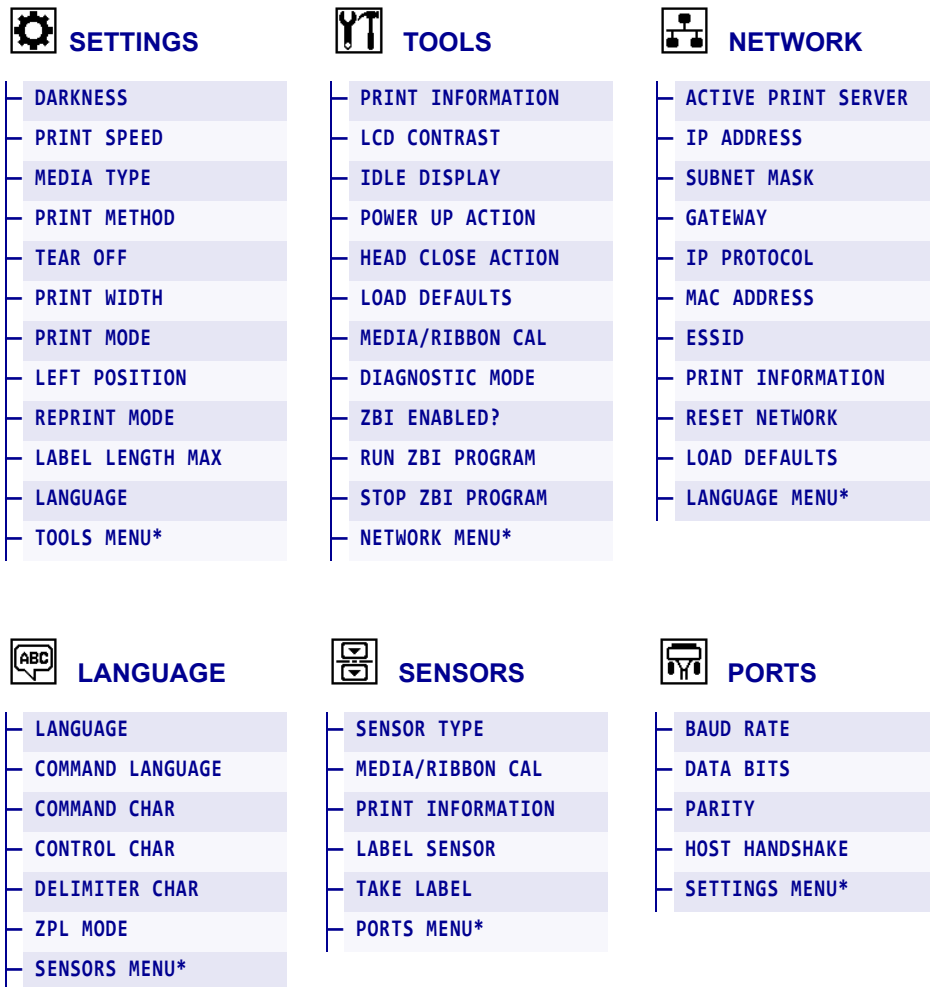 SETTINGS
DARKNESS
PRINT SPEED
MEDIA TYPE
PRINT METHOD
TEAR OFF
PRINT WIDTH
PRINT MODE
LEFT POSITION
REPRINT MODE
LABEL LENGTH MAX
LANGUAGE
TOOLS MENU*
TOOLS
PRINT INFORMATION
LCD CONTRAST
IDLE DISPLAY
POWER UP ACTION
HEAD CLOSE ACTION
LOAD DEFAULTS
MEDIA/RIBBON CAL
DIAGNOSTIC MODE
ZBI ENABLED?
RUN ZBI PROGRAM
STOP ZBI PROGRAM
NETWORK MENU*
NETWORK
ACTIVE PRINT SERVER
IP ADDRESS
SUBNET MASK
GATEWAY
IP PROTOCOL
MAC ADDRESS
ESSID
PRINT INFORMATION
RESET NETWORK
LOAD DEFAULTS
LANGUAGE MENU*
ABC
LANGUAGE
LANGUAGE
COMMAND LANGUAGE
COMMAND CHAR
CONTROL CHAR
DELIMITER CHAR
ZPL MODE
SENSORS MENU*
SENSORS
SENSOR TYPE
MEDIA/RIBBON CAL
PRINT INFORMATION
LABEL SENSOR
TAKE LABEL
PORTS MENU*
PORTS
BAUD RATE
DATA BITS
PARITY
HOST HANDSHAKE
SETTINGS MENU*